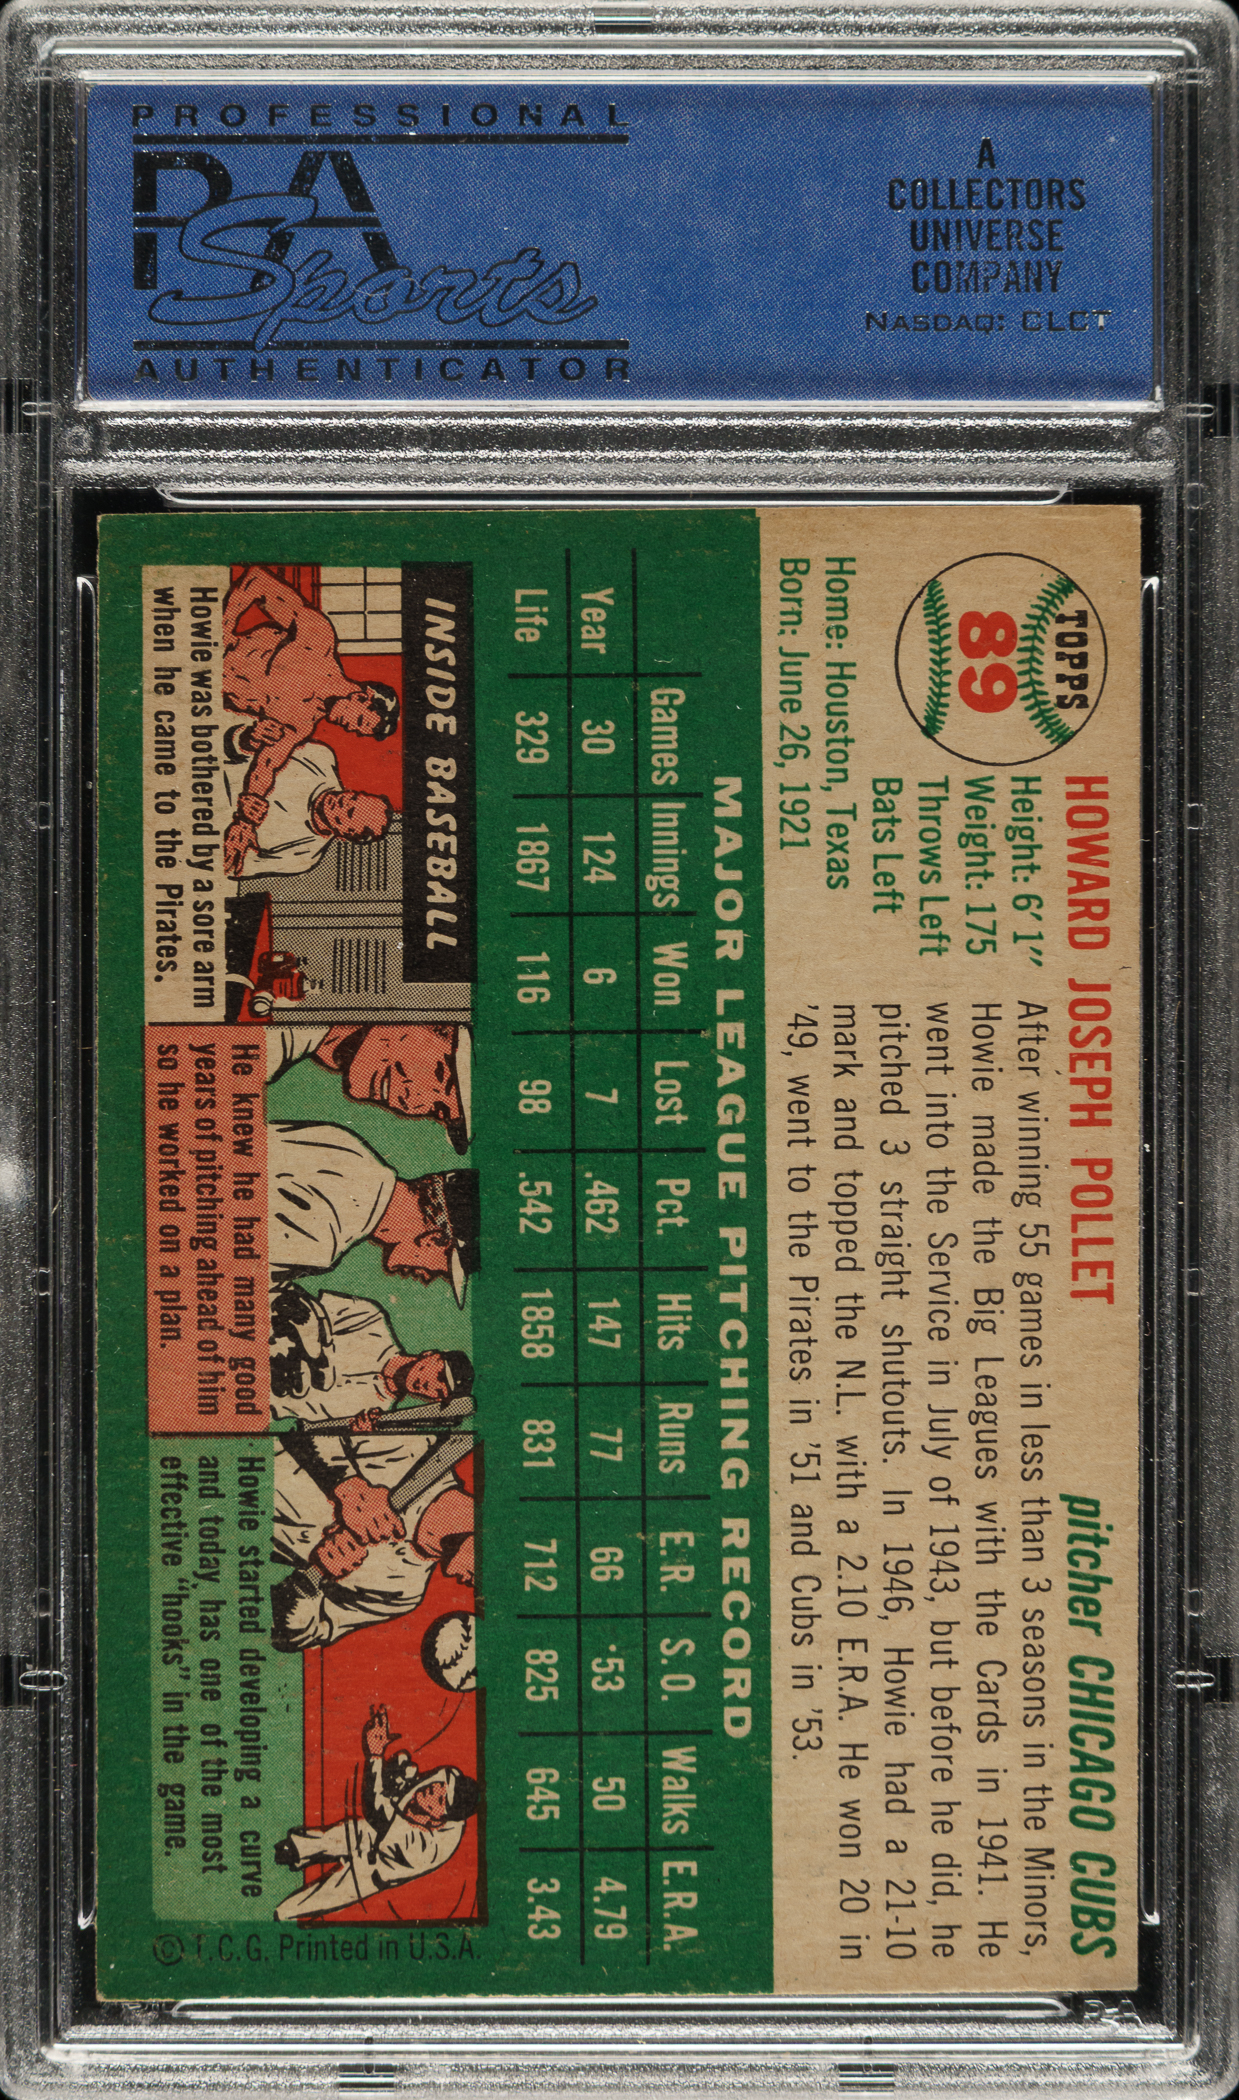 PROFESSIONAL
PSA
Sports
AUTHENTICATOR
A
COLLECTORS
UNIVERSE
COMPANY
NASDAQ: CLCT
TOPPS
89
HOWARD JOSEPH POLLET
pitcher CHICAGO CUBS
Height: 6'1"
Weight: 175
Throws Left
Bats Left
Home: Houston, Texas
Born: June 26, 1921
After winning 55 games in less than 3 seasons in the Minors,
Howie made the Big Leagues with the Cards in 1941. He
went into the Service in July of 1943, but before he did, he
pitched 3 straight shutouts. In 1946, Howie had a 21-10
mark and topped the N.L. with a 2.10 E.R.A. He won 20 in
'49, went to the Pirates in '51 and Cubs in '53.
MAJOR LEAGUE PITCHING RECORD
Games Innings Won Lost Pct. Hits Runs E.R. S.O. Walks E.R.A.
Year 30 124 6 7 .462 147 77 66 53 50 4.79
Life 329 1867 116 98 .542 1858 831 712 825 645 3.43
INSIDE BASEBALL
Howie was bothered by a sore arm
when he came to the Pirates.
He knew he had many good
years of pitching ahead of him
so he worked on a plan.
Howie started developing a curve
and today, has one of the most
effective "hooks" in the game.
© T.C.G. Printed in U.S.A.